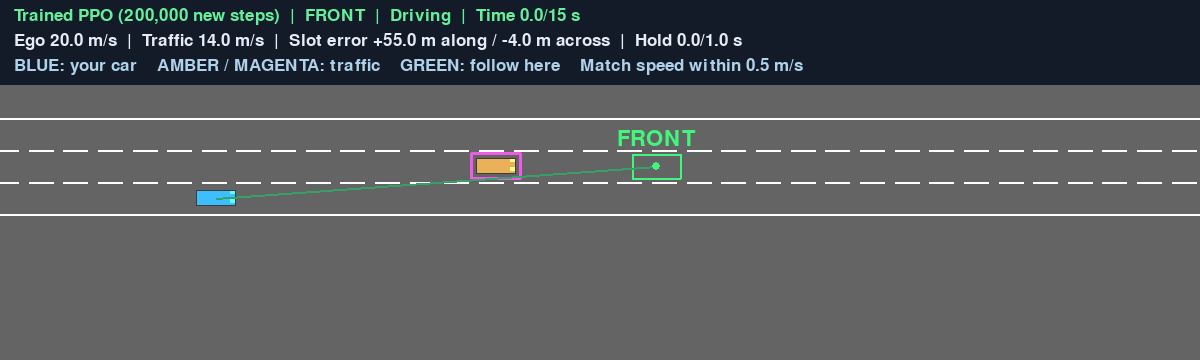 Trained PPO (200,000 new steps) | FRONT | Driving | Time 0.0/15 s
Ego 20.0 m/s | Traffic 14.0 m/s | Slot error +55.0 m along / -4.0 m across | Hold 0.0/1.0 s
BLUE: your car AMBER / MAGENTA: traffic GREEN: follow here Match speed within 0.5 m/s
FRONT